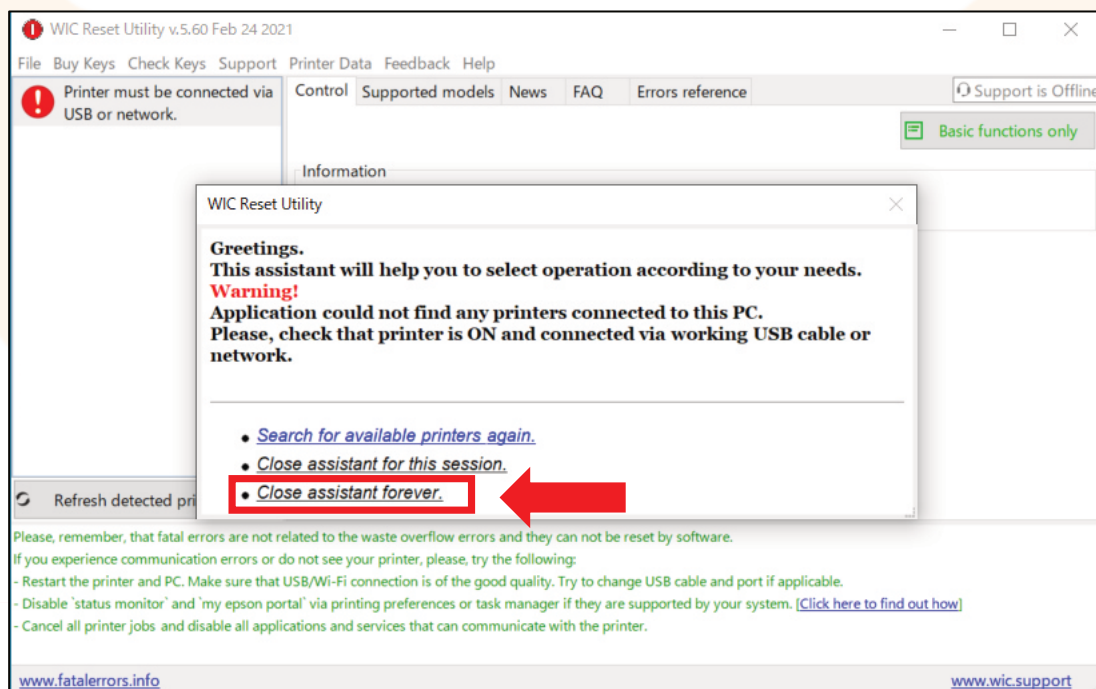 WIC Reset Utility v.5.60 Feb 24 2021
File Buy Keys Check Keys Support Printer Data Feedback Help
Printer must be connected via
USB or network.
Control Supported models News FAQ Errors reference
Support is Offline
Basic functions only
Information
WIC Reset Utility
Greetings.
This assistant will help you to select operation according to your needs.
Warning!
Application could not find any printers connected to this PC.
Please, check that printer is ON and connected via working USB cable or
network.
Search for available printers again.
Close assistant for this session.
Close assistant forever.
Refresh detected pri
Please, remember, that fatal errors are not related to the waste overflow errors and they can not be reset by software.
If you experience communication errors or do not see your printer, please, try the following:
- Restart the printer and PC. Make sure that USB/Wi-Fi connection is of the good quality. Try to change USB cable and port if applicable.
- Disable `status monitor` and `my epson portal` via printing preferences or task manager if they are supported by your system. [Click here to find out how]
- Cancel all printer jobs and disable all applications and services that can communicate with the printer.
www.fatalerrors.info
www.wic.support